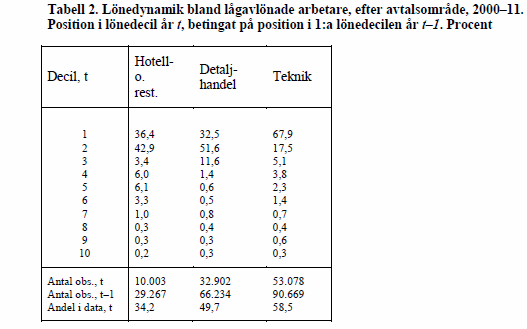 Tabell 2. Lönedynamik bland lågavlönade arbetare, efter avtalsområde, 2000–11.
Position i lönedecil år t, betingat på position i 1:a lönedecilen år t–1. Procent
Decil, t Hotell- o. rest. Detalj- handel Teknik
1 36,4 32,5 67,9
2 42,9 51,6 17,5
3 3,4 11,6 5,1
4 6,0 1,4 3,8
5 6,1 0,6 2,3
6 3,3 0,5 1,4
7 1,0 0,8 0,7
8 0,3 0,4 0,4
9 0,3 0,3 0,6
10 0,2 0,3 0,3
Antal obs., t 10.003 32.902 53.078
Antal obs., t–1 29.267 66.234 90.669
Andel i data, t 34,2 49,7 58,5